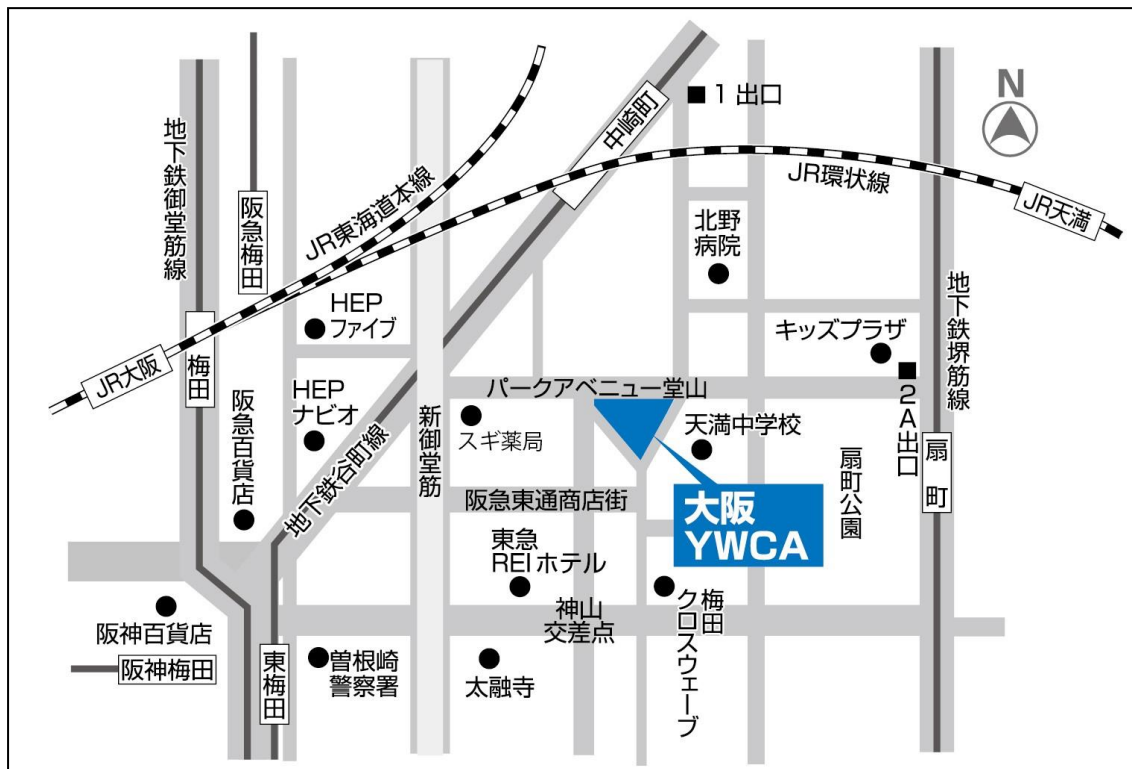 N
1 出口
中崎町
地下鉄御堂筋線
阪急梅田
JR東海道本線
JR環状線
JR天満
北野
病院
HEP
ファイブ
キッズプラザ
地下鉄堺筋線
JR大阪
梅田
HEP
ナビオ
パークアベニュー堂山
2A出口
阪急百貨店
地下鉄谷町線
新御堂筋
スギ薬局
天満中学校
扇町公園
扇町
阪急東通商店街
大阪
YWCA
東急
REIホテル
梅田
クロスウェーブ
神山
交差点
阪神百貨店
阪神梅田
東梅田
曽根崎
警察署
太融寺